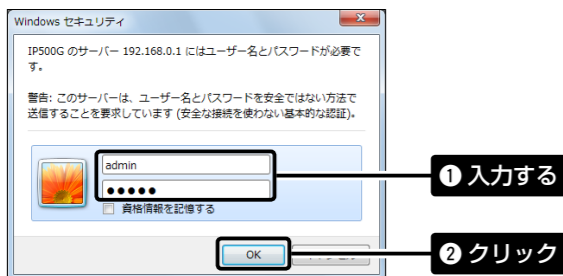 Windows セキュリティ
IP500G のサーバー 192.168.0.1 にはユーザー名とパスワードが必要で
す。
警告: このサーバーは、ユーザー名とパスワードを安全ではない方法で
送信することを要求しています (安全な接続を使わない基本的な認証)。
admin
●●●●●
資格情報を記憶する
❶ 入力する
OK
❷ クリック